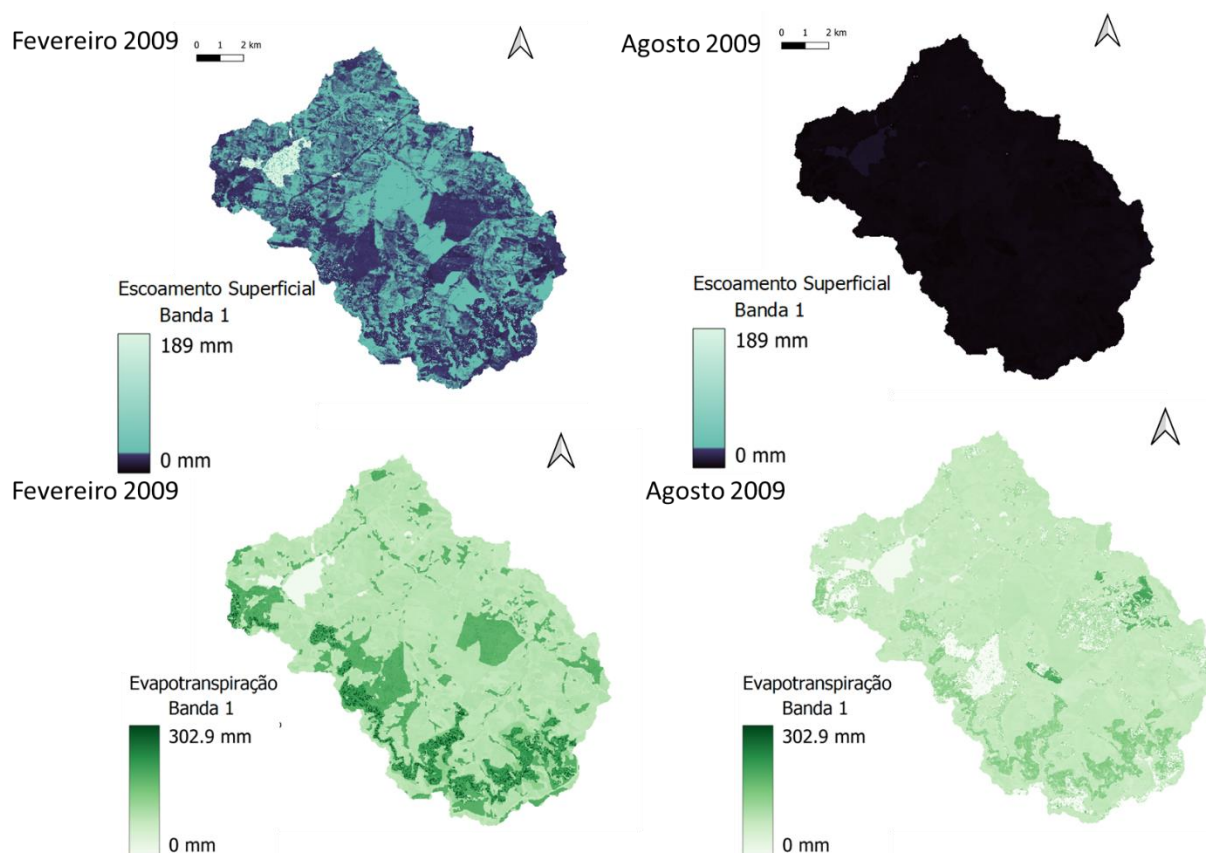 Fevereiro 2009
0 1 2 km
Agosto 2009
0 1 2 km
Escoamento Superficial
Banda 1
189 mm
0 mm
Escoamento Superficial
Banda 1
189 mm
0 mm
Fevereiro 2009
Agosto 2009
Evapotranspiração
Banda 1
302.9 mm
0 mm
Evapotranspiração
Banda 1
302.9 mm
0 mm